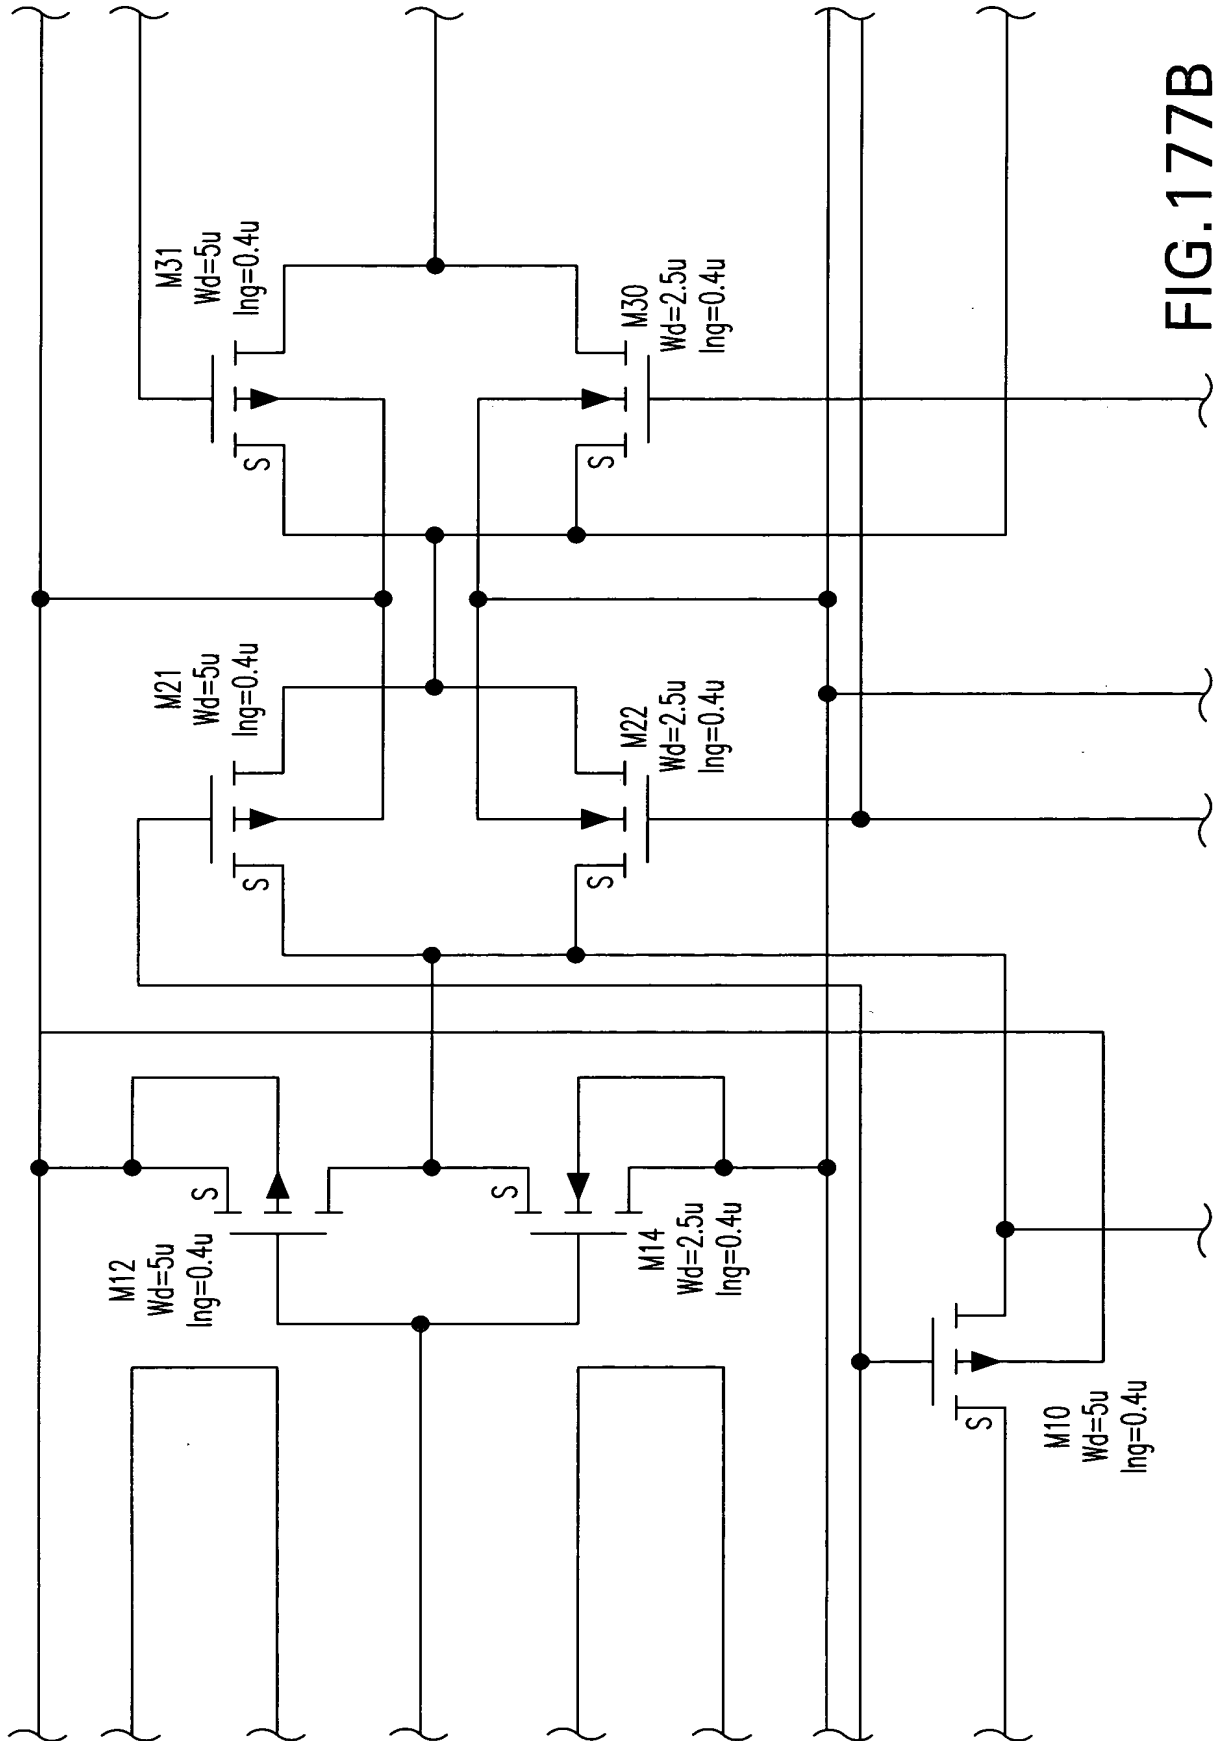 M31
Wd=5u
lng=0.4u
S
M30
Wd=2.5u
lng=0.4u
S
M21
Wd=5u
lng=0.4u
S
M22
Wd=2.5u
lng=0.4u
S
M12
Wd=5u
lng=0.4u
S
M14
Wd=2.5u
lng=0.4u
S
M10
Wd=5u
lng=0.4u
S
FIG.177B